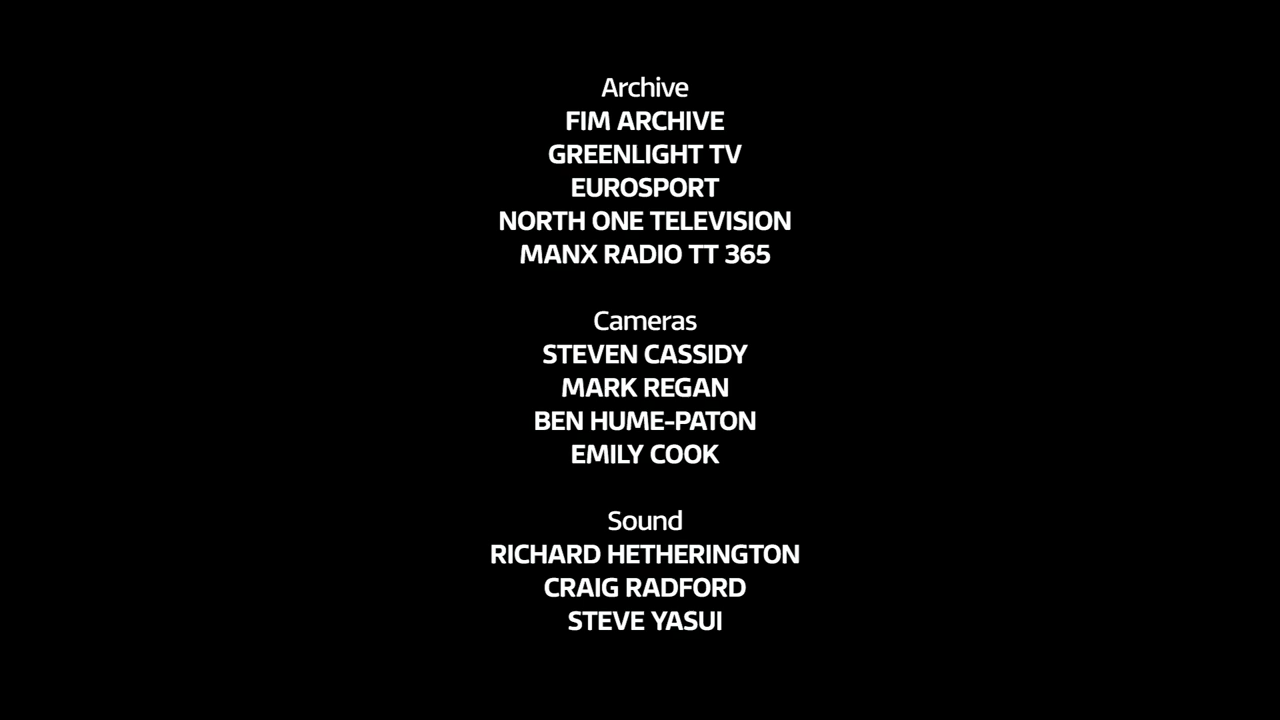 Archive
FIM ARCHIVE
GREENLIGHT TV
EUROSPORT
NORTH ONE TELEVISION
MANX RADIO TT 365
Cameras
STEVEN CASSIDY
MARK REGAN
BEN HUME-PATON
EMILY COOK
Sound
RICHARD HETHERINGTON
CRAIG RADFORD
STEVE YASUI